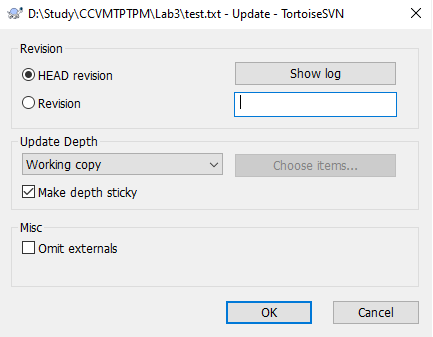 D:\Study\CCVMTPTPM\Lab3\test.txt - Update - TortoiseSVN
Revision
HEAD revision
Show log
Revision
Update Depth
Working copy
Choose items...
Make depth sticky
Misc
Omit externals
OK
Cancel